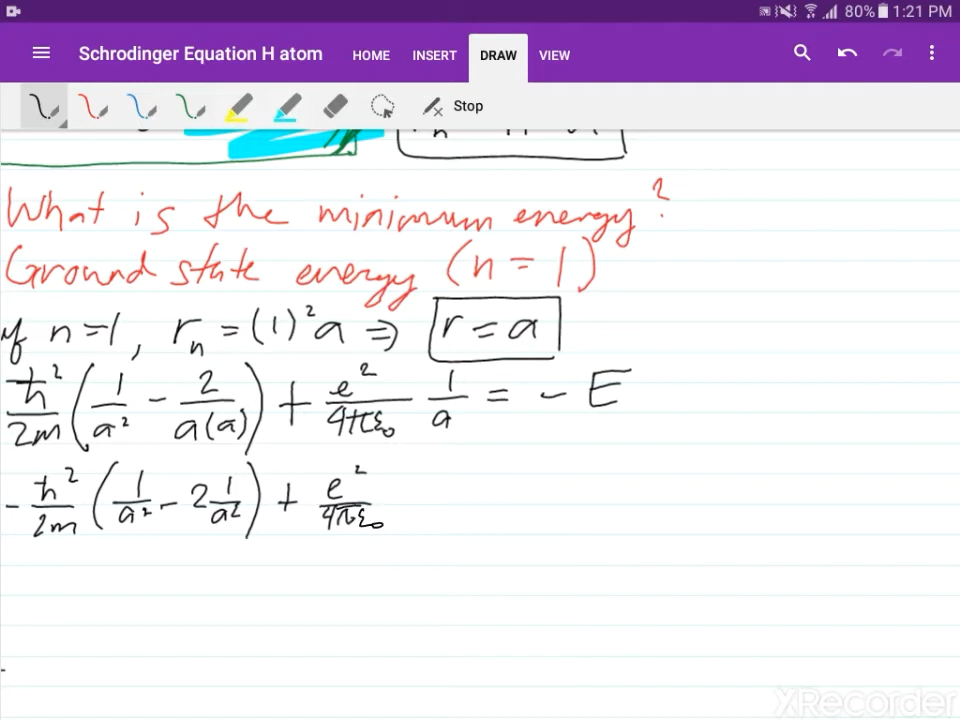 80% 1:21 PM
Schrodinger Equation H atom HOME INSERT DRAW VIEW
Stop
What is the minimum energy?
Ground state energy (n = 1)
if n=1, rₙ = (1)²a ⇒ r = a
ħ²/2m (1/a² - 2/a(a)) + e²/4πε₀ 1/a = - E
- ħ²/2m (1/a² - 2 1/a²) + e²/4πε₀
XRecorder